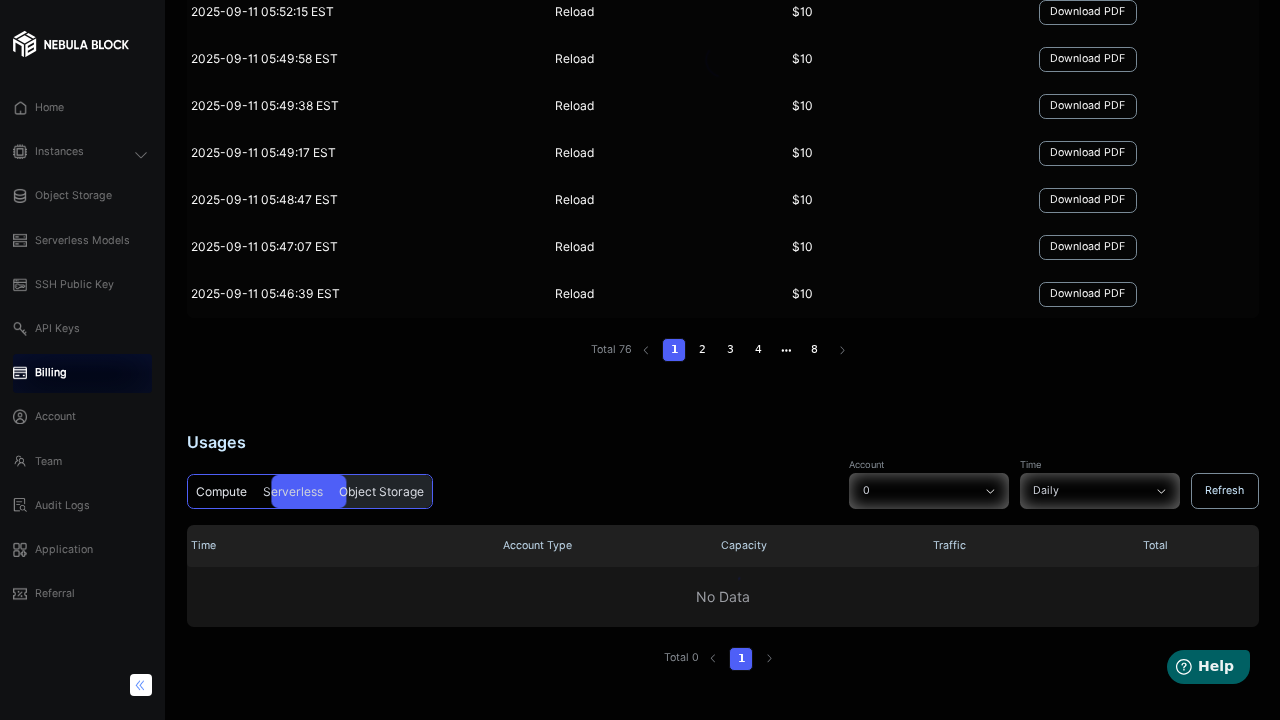 NEBULA BLOCK
Home
Instances
Object Storage
Serverless Models
SSH Public Key
API Keys
Billing
Account
Team
Audit Logs
Application
Referral
2025-09-11 05:52:15 EST Reload $10 Download PDF
2025-09-11 05:49:58 EST Reload $10 Download PDF
2025-09-11 05:49:38 EST Reload $10 Download PDF
2025-09-11 05:49:17 EST Reload $10 Download PDF
2025-09-11 05:48:47 EST Reload $10 Download PDF
2025-09-11 05:47:07 EST Reload $10 Download PDF
2025-09-11 05:46:39 EST Reload $10 Download PDF
Total 76 1 2 3 4 ••• 8
Usages
Account Time
Compute Serverless Object Storage 0 Daily Refresh
Time Account Type Capacity Traffic Total
No Data
Total 0 1
Help